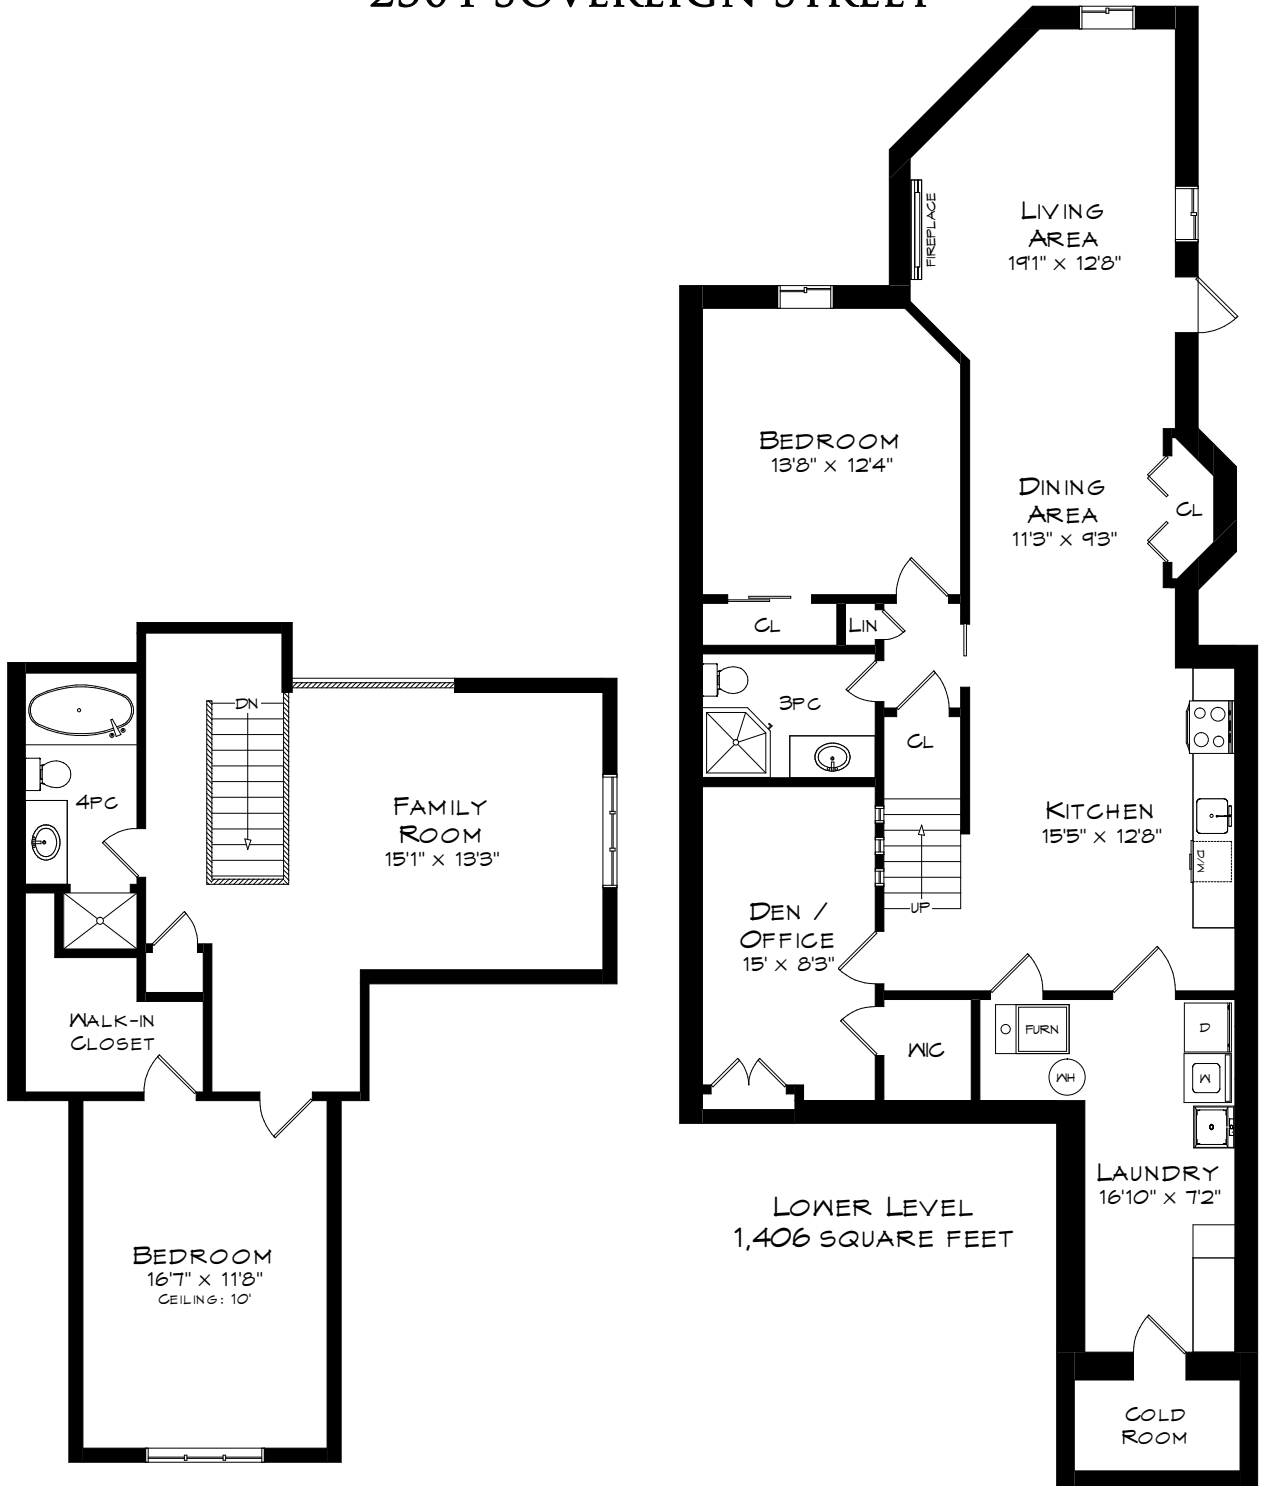 SOVEREIGN STREET
LIVING
AREA
19'1" x 12'8"
FIREPLACE
BEDROOM
13'8" x 12'4"
DINING
AREA
11'3" x 9'3"
CL
CL
LIN
3PC
CL
KITCHEN
15'5" x 12'8"
D/W
UP
DEN /
OFFICE
15' x 8'3"
WIC
FURN
WH
D
W
LAUNDRY
16'10" x 7'2"
COLD
ROOM
LOWER LEVEL
1,406 SQUARE FEET
DN
4PC
FAMILY
ROOM
15'1" x 13'3"
WALK-IN
CLOSET
BEDROOM
16'7" x 11'8"
CEILING: 10'